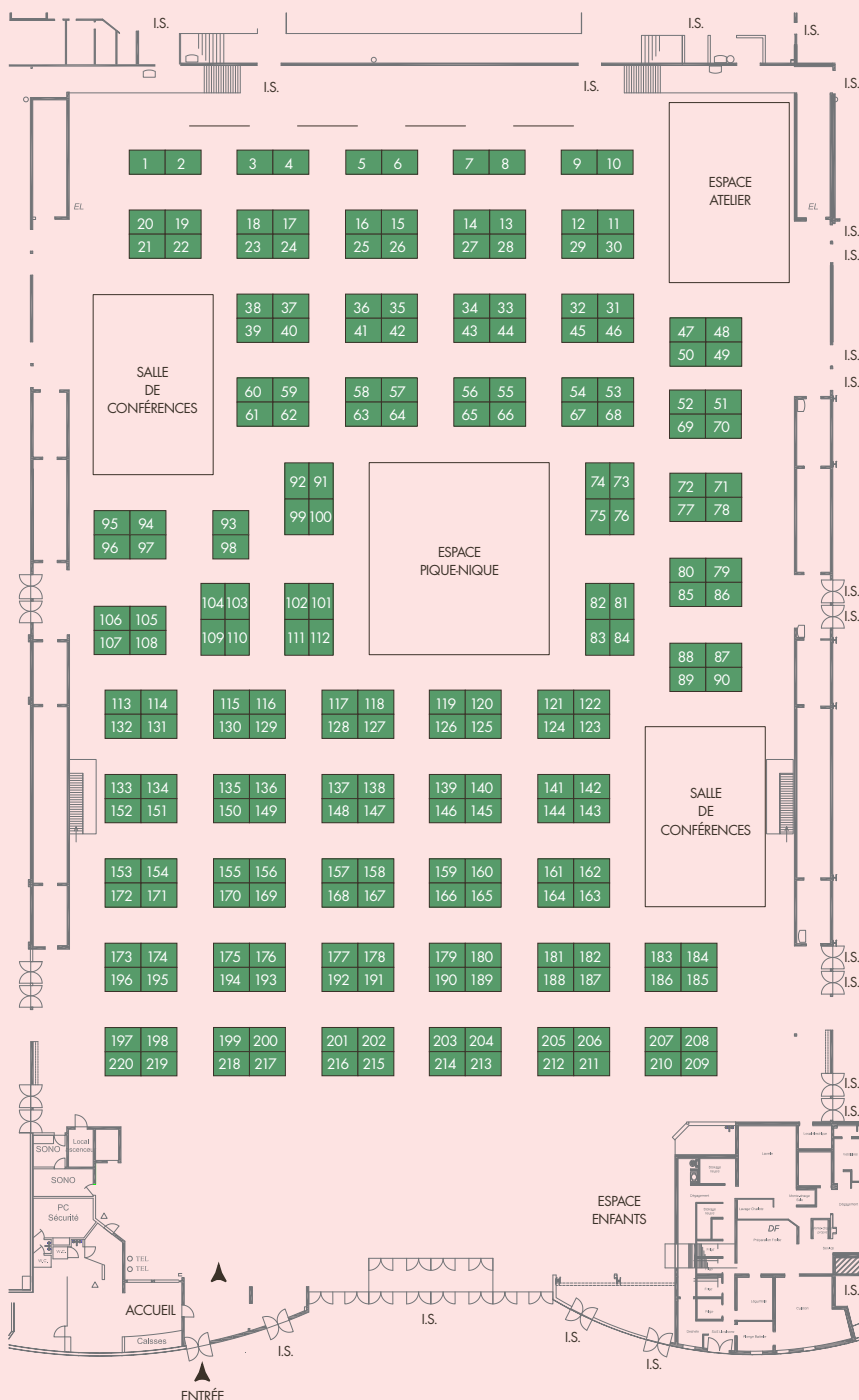 I.S.
I.S.
I.S.
I.S.
I.S.
I.S.
ESPACE
ATELIER
1 2 3 4 5 6 7 8 9 10
EL
EL
20 19 18 17 16 15 14 13 12 11
21 22 23 24 25 26 27 28 29 30
I.S.
I.S.
38 37 36 35 34 33 32 31
39 40 41 42 43 44 45 46
47 48
50 49
I.S.
I.S.
SALLE
DE
CONFÉRENCES
60 59 58 57 56 55 54 53
61 62 63 64 65 66 67 68
52 51
69 70
92 91
99 100
74 73
75 76
72 71
77 78
95 94 93
96 97 98
ESPACE
PIQUE-NIQUE
80 79
85 86
I.S.
I.S.
104 103 102 101
109 110 111 112
82 81
83 84
106 105
107 108
88 87
89 90
113 114 115 116 117 118 119 120 121 122
132 131 130 129 128 127 126 125 124 123
133 134 135 136 137 138 139 140 141 142
152 151 150 149 148 147 146 145 144 143
SALLE
DE
CONFÉRENCES
153 154 155 156 157 158 159 160 161 162
172 171 170 169 168 167 166 165 164 163
173 174 175 176 177 178 179 180 181 182 183 184
196 195 194 193 192 191 190 189 188 187 186 185
I.S.
I.S.
197 198 199 200 201 202 203 204 205 206 207 208
220 219 218 217 216 215 214 213 212 211 210 209
I.S.
I.S.
SONO
Local
SONO
PC
Sécurité
TEL
TEL
ESPACE
ENFANTS
DF
ACCUEIL
Caisses
I.S.
I.S.
I.S.
I.S.
I.S.
ENTRÉE